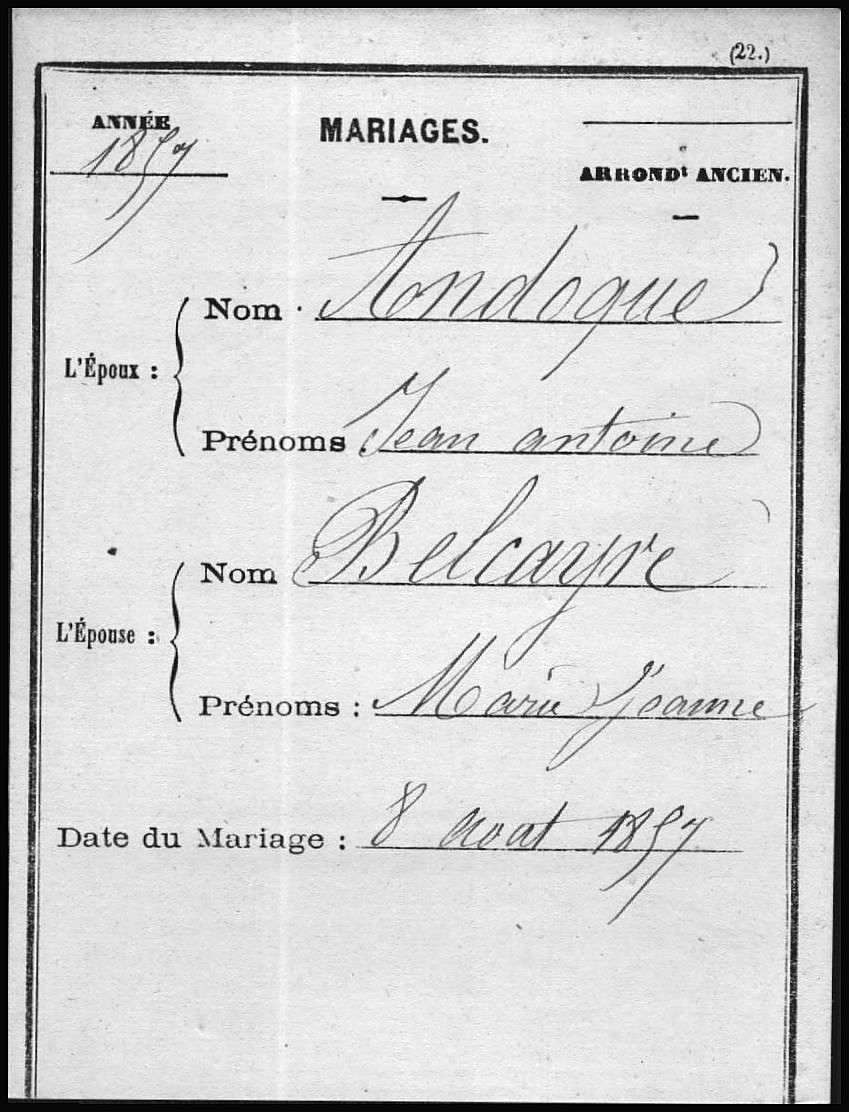 (22.)
ANNÉE
1857
MARIAGES.
ARRONDt ANCIEN.
Nom Andoque
L'Époux :
Prénoms : Jean antoine
Nom Belcayre
L'Épouse :
Prénoms : Marie Jeanne
Date du Mariage : 8 aout 1857